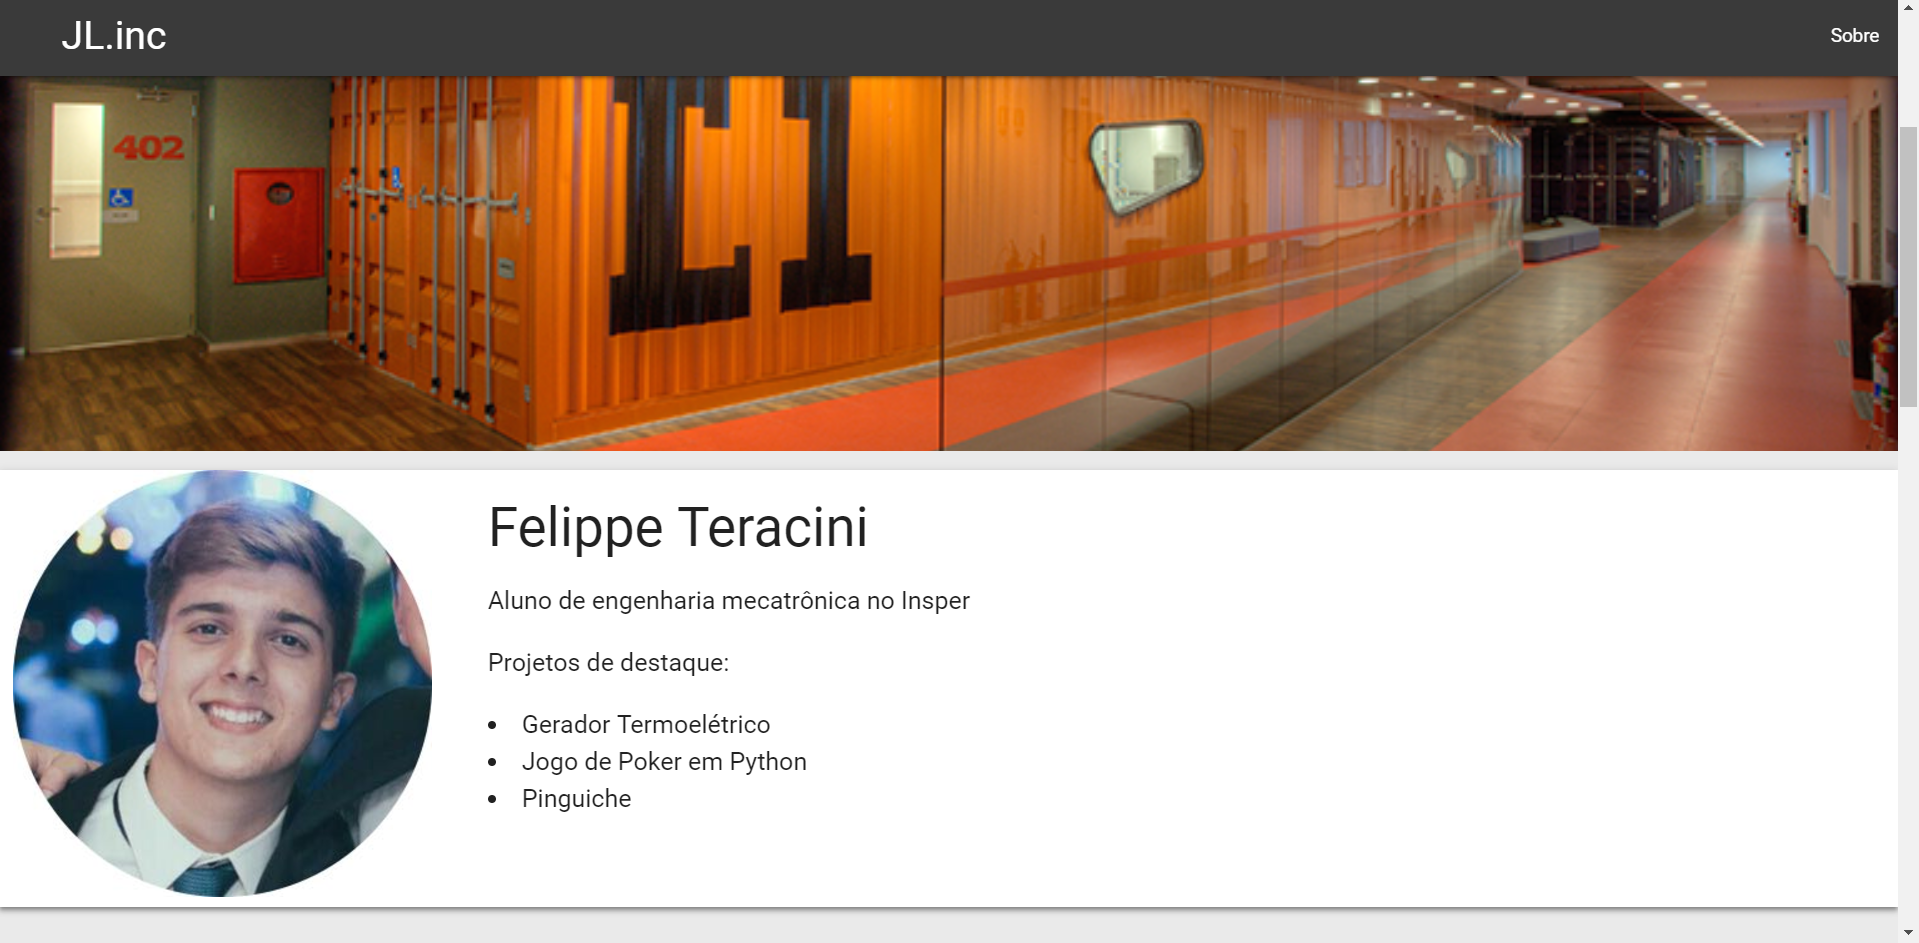 JL.inc
Sobre
402
Felippe Teracini
Aluno de engenharia mecatrônica no Insper
Projetos de destaque:
Gerador Termoelétrico
Jogo de Poker em Python
Pinguiche